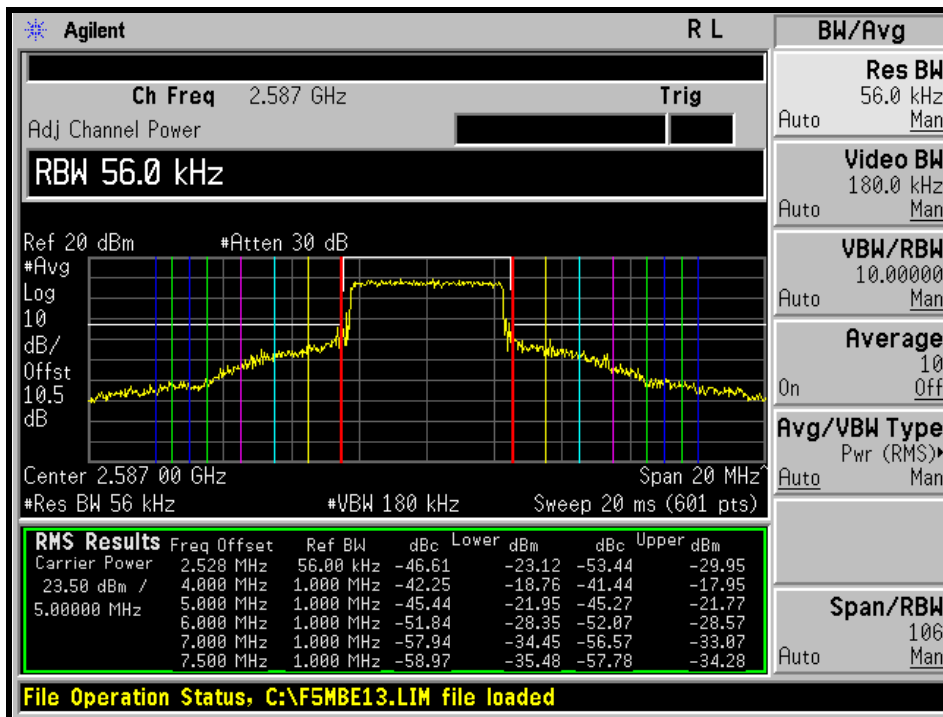 Agilent R L
Ch Freq 2.587 GHz Trig
Adj Channel Power
RBW 56.0 kHz
Ref 20 dBm #Atten 30 dB
#Avg
Log
10
dB/
Offst
10.5
dB
Center 2.587 00 GHz Span 20 MHz^
#Res BW 56 kHz #VBW 180 kHz Sweep 20 ms (601 pts)
RMS Results Freq Offset Ref BW dBc Lower dBm dBc Upper dBm
Carrier Power 2.528 MHz 56.00 kHz -46.61 -23.12 -53.44 -29.95
23.50 dBm / 4.000 MHz 1.000 MHz -42.25 -18.76 -41.44 -17.95
5.00000 MHz 5.000 MHz 1.000 MHz -45.44 -21.95 -45.27 -21.77
6.000 MHz 1.000 MHz -51.84 -28.35 -52.07 -28.57
7.000 MHz 1.000 MHz -57.94 -34.45 -56.57 -33.07
7.500 MHz 1.000 MHz -58.97 -35.48 -57.78 -34.28
File Operation Status, C:\F5MBE13.LIM file loaded
BW/Avg
Res BW
56.0 kHz
Auto Man
Video BW
180.0 kHz
Auto Man
VBW/RBW
10.00000
Auto Man
Average
10
On Off
Avg/VBW Type
Pwr (RMS)▸
Auto Man
Span/RBW
106
Auto Man